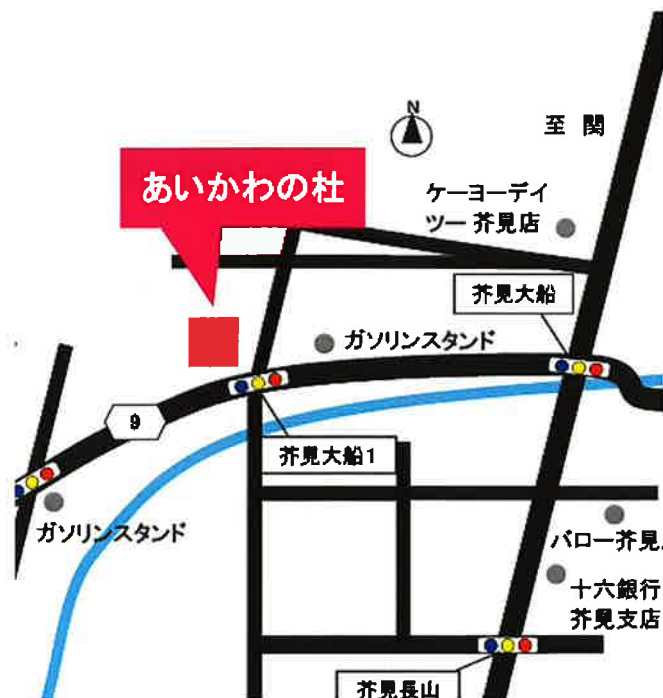 N
至 関
あいかわの杜
ケーヨーデイ
ツー 芥見店
芥見大船
ガソリンスタンド
9
芥見大船1
ガソリンスタンド
バロー芥見
十六銀行
芥見支店
芥見長山